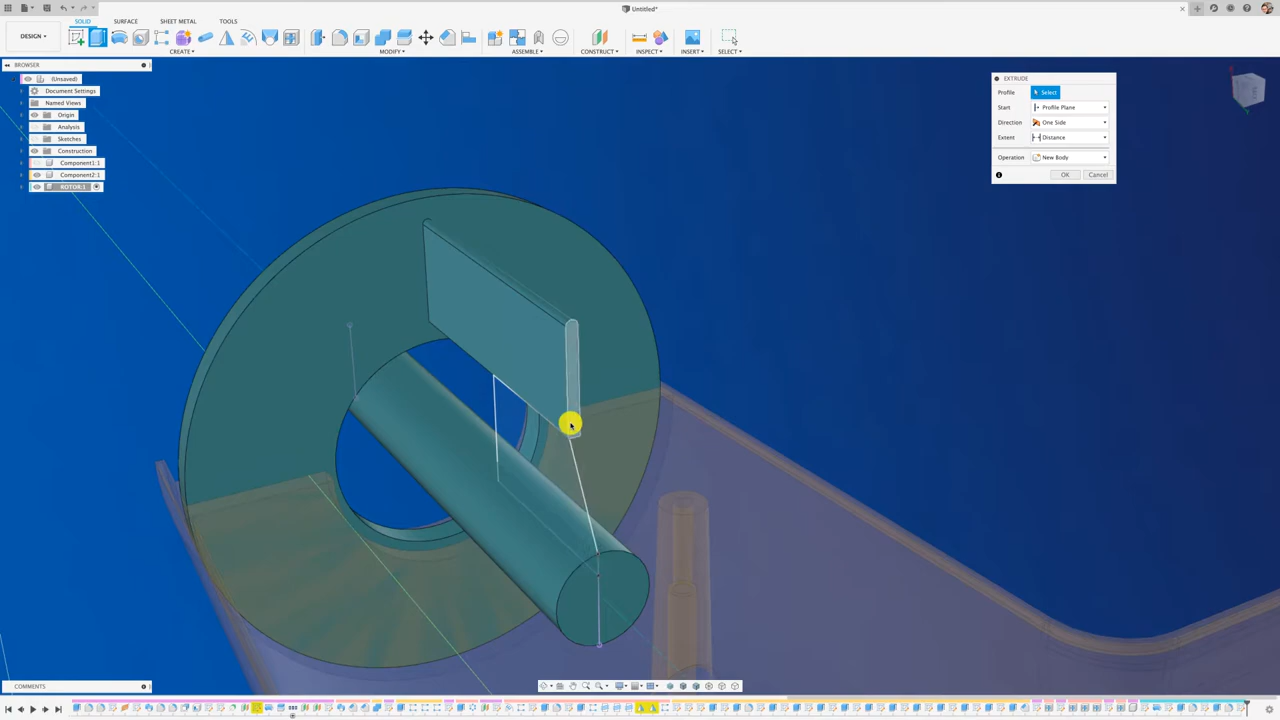 Untitled*
DESIGN▾
SOLID
SURFACE
SHEET METAL
TOOLS
CREATE▾
MODIFY▾
ASSEMBLE▾
CONSTRUCT▾
INSPECT▾
INSERT▾
SELECT▾
BROWSER
(Unsaved)
Document Settings
Named Views
Origin
Analysis
Sketches
Construction
Component1:1
Component2:1
ROTOR:1
EXTRUDE
Profile Select
Start Profile Plane
Direction One Side
Extent Distance
Operation New Body
OK Cancel
COMMENTS